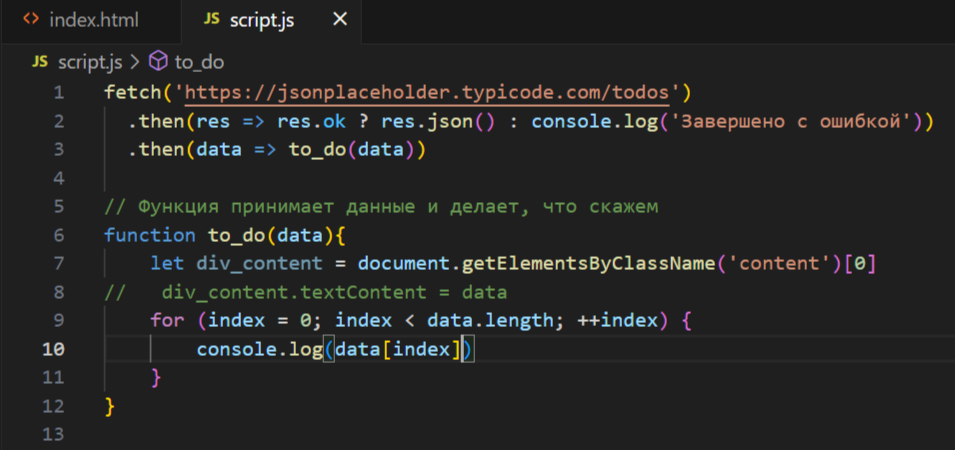 index.html JS script.js ×
JS script.js > to_do
1 fetch('https://jsonplaceholder.typicode.com/todos')
2   .then(res => res.ok ? res.json() : console.log('Завершено с ошибкой'))
3   .then(data => to_do(data))
4
5 // Функция принимает данные и делает, что скажем
6 function to_do(data){
7     let div_content = document.getElementsByClassName('content')[0]
8 //   div_content.textContent = data
9     for (index = 0; index < data.length; ++index) {
10         console.log(data[index])
11     }
12 }
13